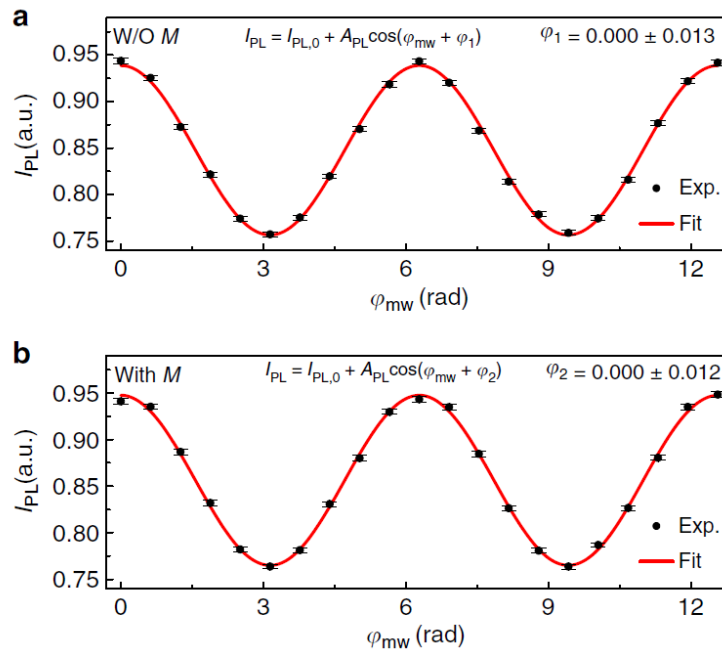 a
W/O M
I_PL = I_PL,0 + A_PL cos(φ_mw + φ_1)
φ_1 = 0.000 ± 0.013
0.95
0.90
0.85
0.80
0.75
I_PL(a.u.)
Exp.
Fit
0 3 6 9 12
φ_mw (rad)
b
With M
I_PL = I_PL,0 + A_PL cos(φ_mw + φ_2)
φ_2 = 0.000 ± 0.012
0.95
0.90
0.85
0.80
0.75
I_PL(a.u.)
Exp.
Fit
0 3 6 9 12
φ_mw (rad)